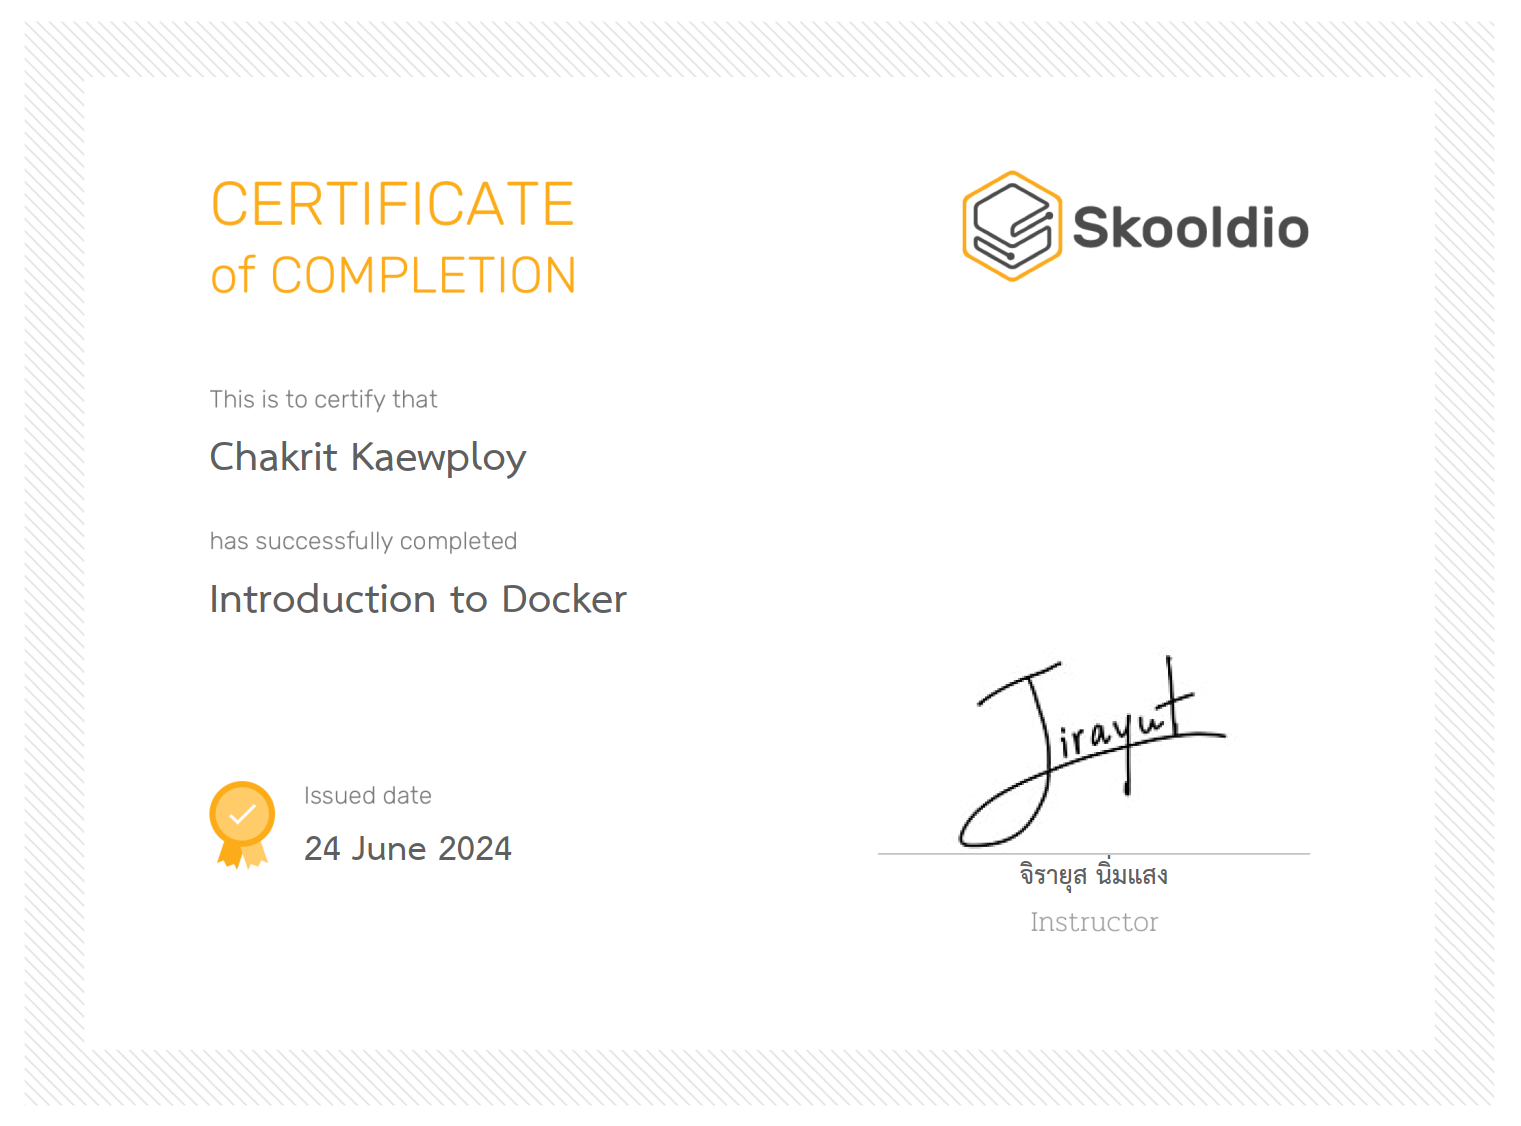 CERTIFICATE
of COMPLETION
Skooldio
This is to certify that
Chakrit Kaewploy
has successfully completed
Introduction to Docker
Jirayut
Issued date
24 June 2024
จิรายุส นิ่มแสง
Instructor